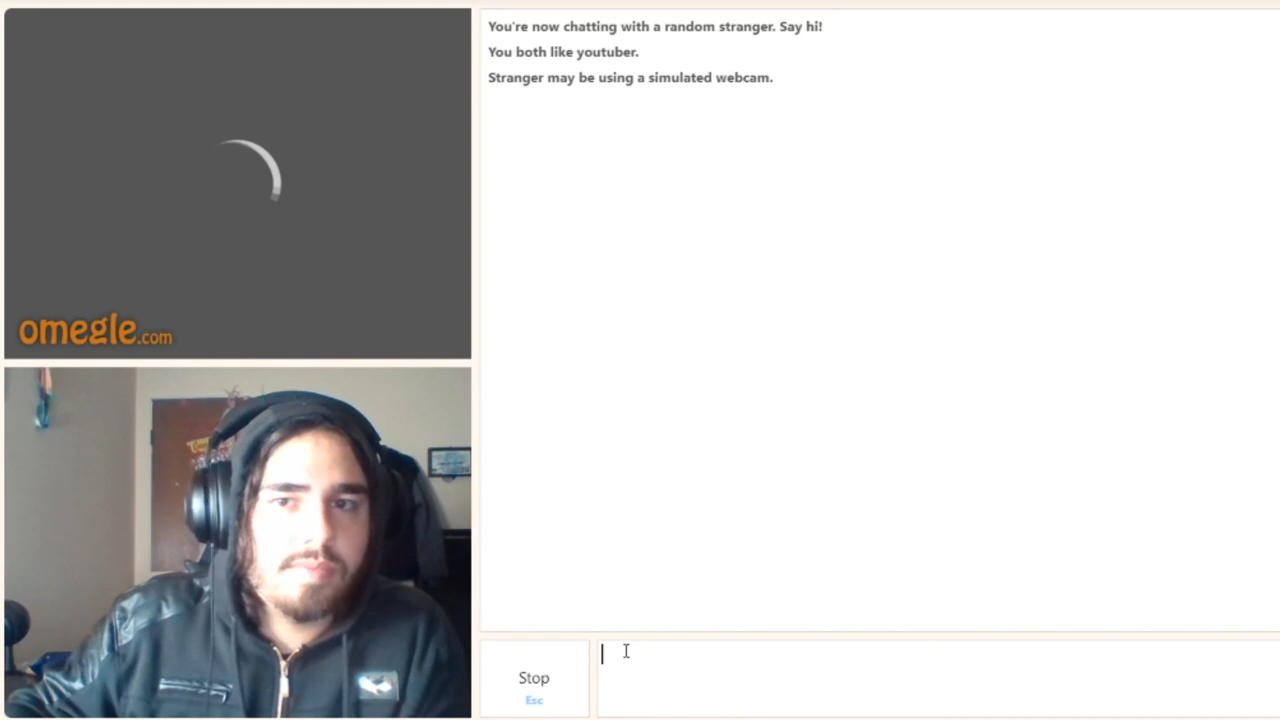 You're now chatting with a random stranger. Say hi!
You both like youtuber.
Stranger may be using a simulated webcam.
omegle.com
Stop
Esc